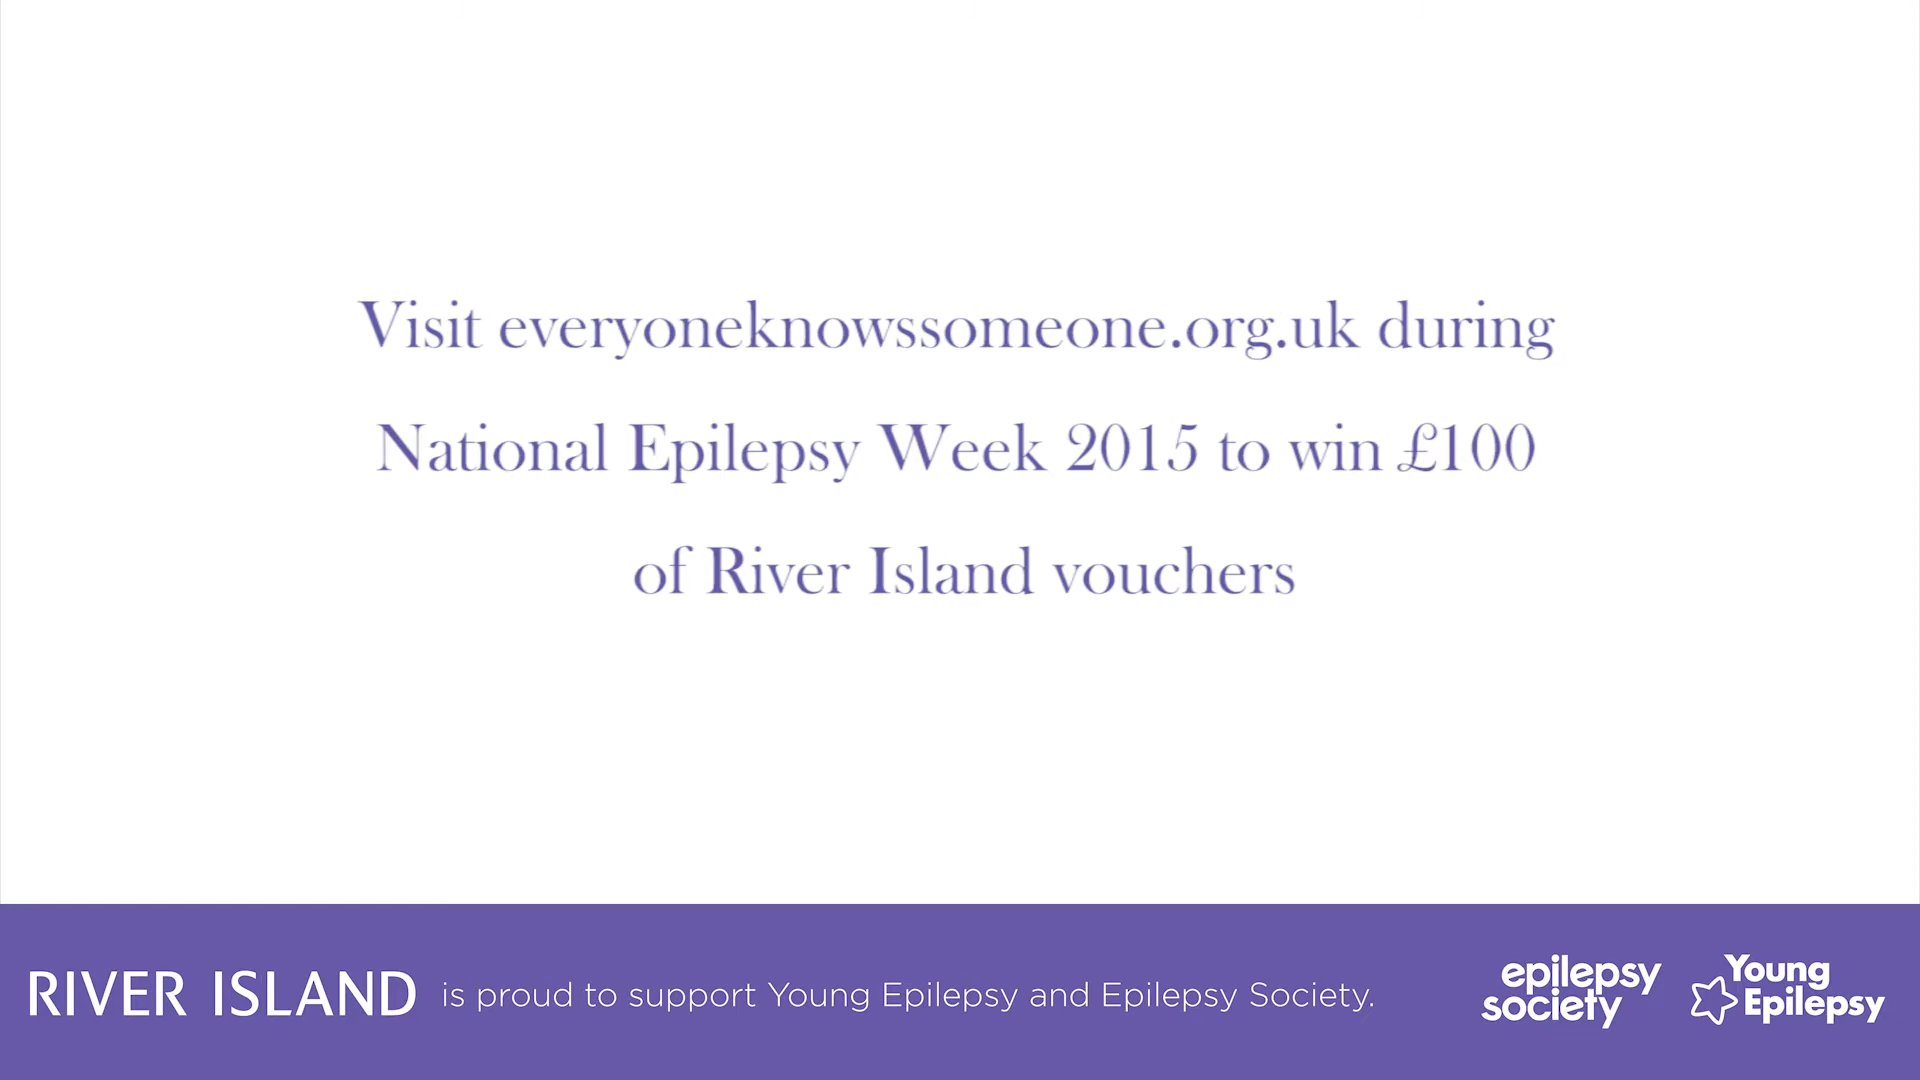 Visit everyoneknowssomeone.org.uk during
National Epilepsy Week 2015 to win £100
of River Island vouchers
RIVER ISLAND is proud to support Young Epilepsy and Epilepsy Society.
epilepsy
society
Young
Epilepsy